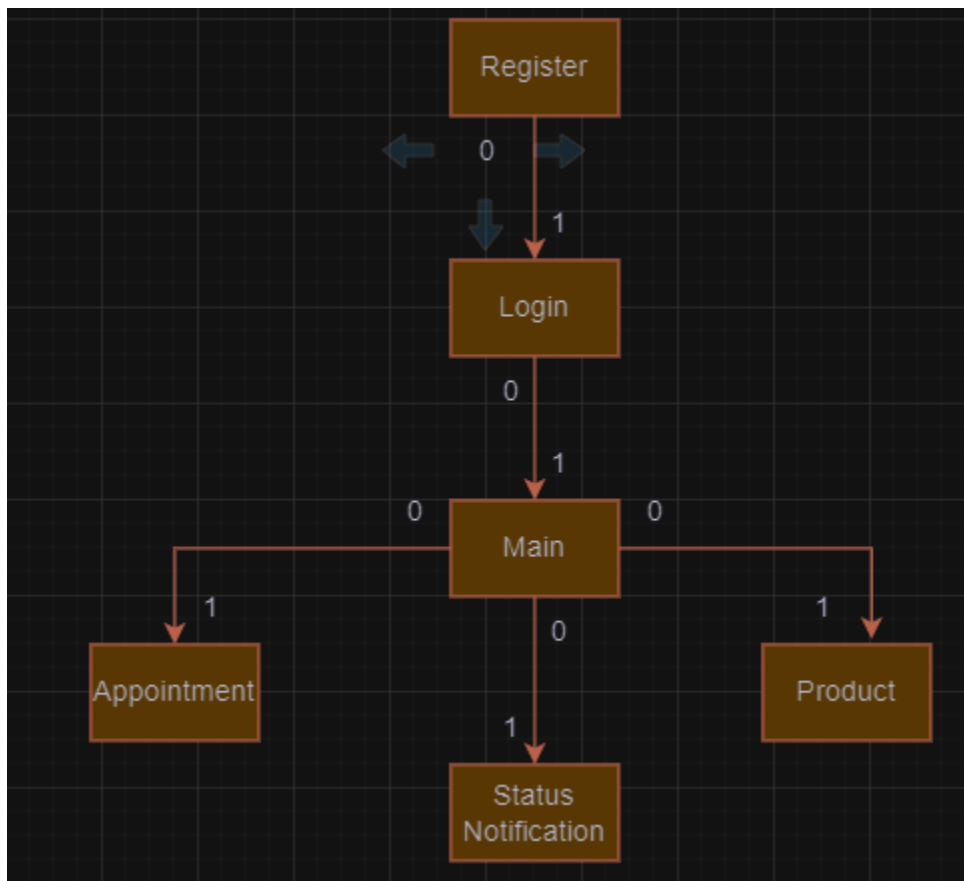 Register
0
1
Login
0
1
0
0
Main
1
0
1
Appointment
Product
1
Status
Notification